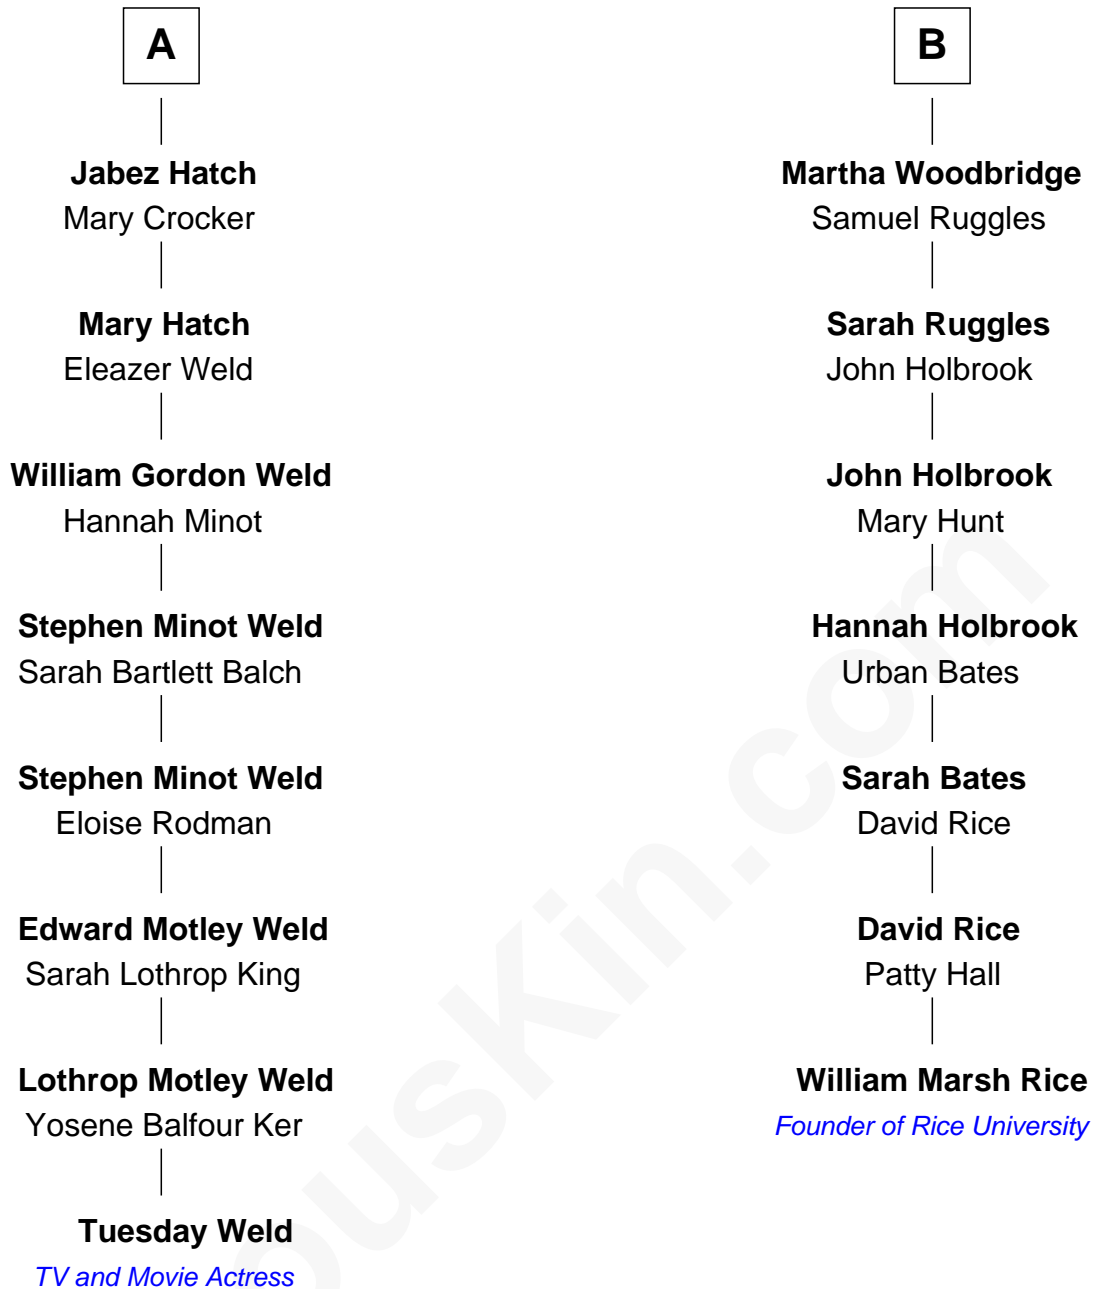 A
Jabez Hatch
Mary Crocker
Mary Hatch
Eleazer Weld
William Gordon Weld
Hannah Minot
Stephen Minot Weld
Sarah Bartlett Balch
Stephen Minot Weld
Eloise Rodman
Edward Motley Weld
Sarah Lothrop King
Lothrop Motley Weld
Yosene Balfour Ker
Tuesday Weld
TV and Movie Actress
B
Martha Woodbridge
Samuel Ruggles
Sarah Ruggles
John Holbrook
John Holbrook
Mary Hunt
Hannah Holbrook
Urban Bates
Sarah Bates
David Rice
David Rice
Patty Hall
William Marsh Rice
Founder of Rice University
ousKin.com